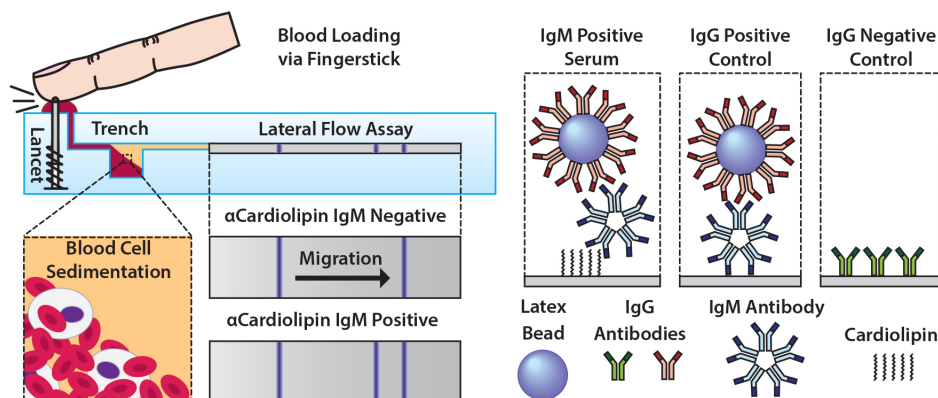 Blood Loading
via Fingerstick
Lancet
Trench
Lateral Flow Assay
αCardiolipin IgM Negative
Migration
Blood Cell
Sedimentation
αCardiolipin IgM Positive
IgM Positive
Serum
IgG Positive
Control
IgG Negative
Control
Latex
Bead
IgG
Antibodies
IgM Antibody
Cardiolipin